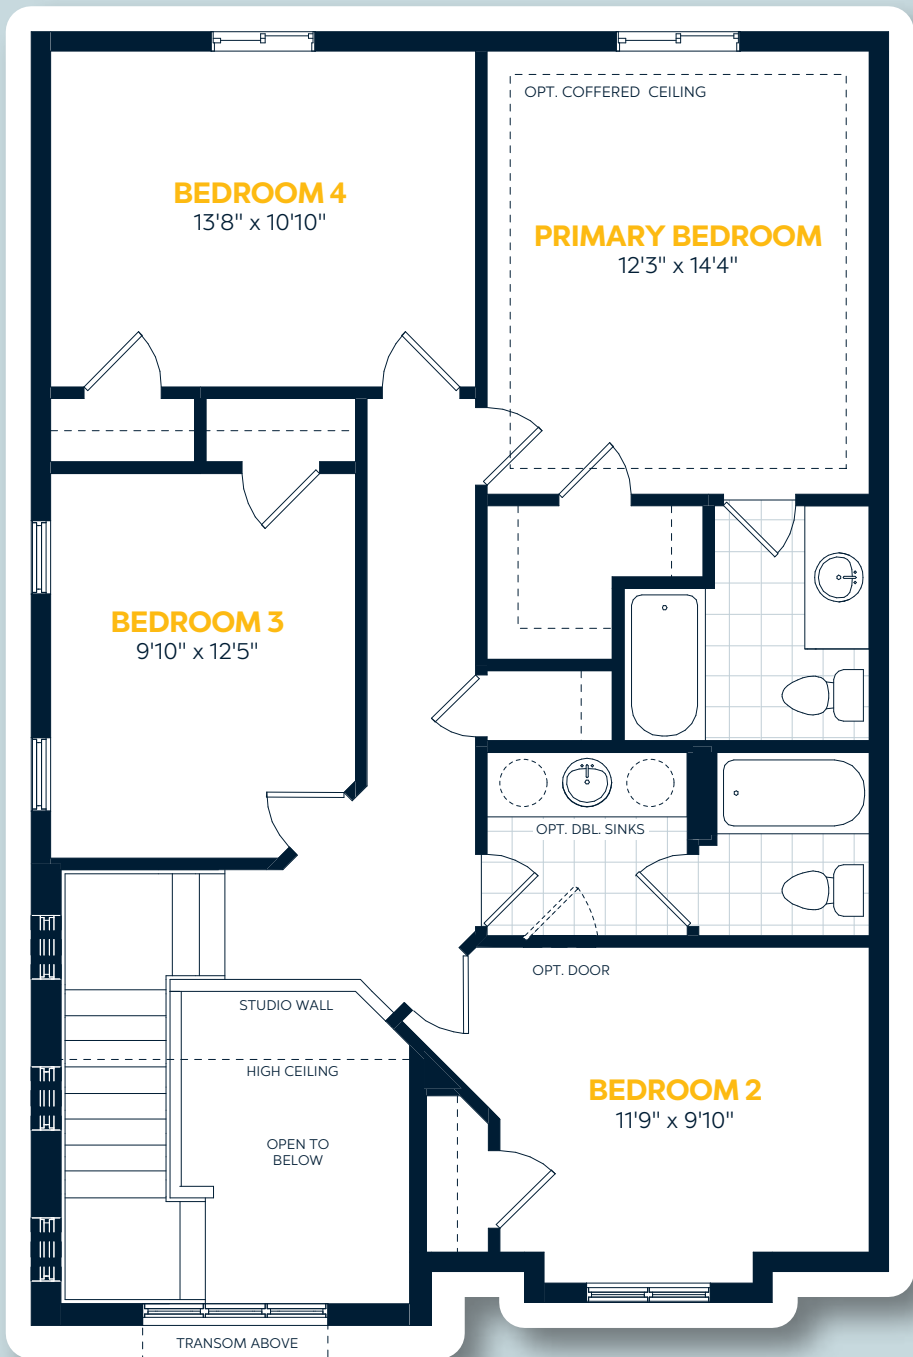 OPT. COFFERED CEILING
BEDROOM 4
13'8" x 10'10"
PRIMARY BEDROOM
12'3" x 14'4"
BEDROOM 3
9'10" x 12'5"
OPT. DBL. SINKS
OPT. DOOR
STUDIO WALL
HIGH CEILING
OPEN TO
BELOW
BEDROOM 2
11'9" x 9'10"
TRANSOM ABOVE